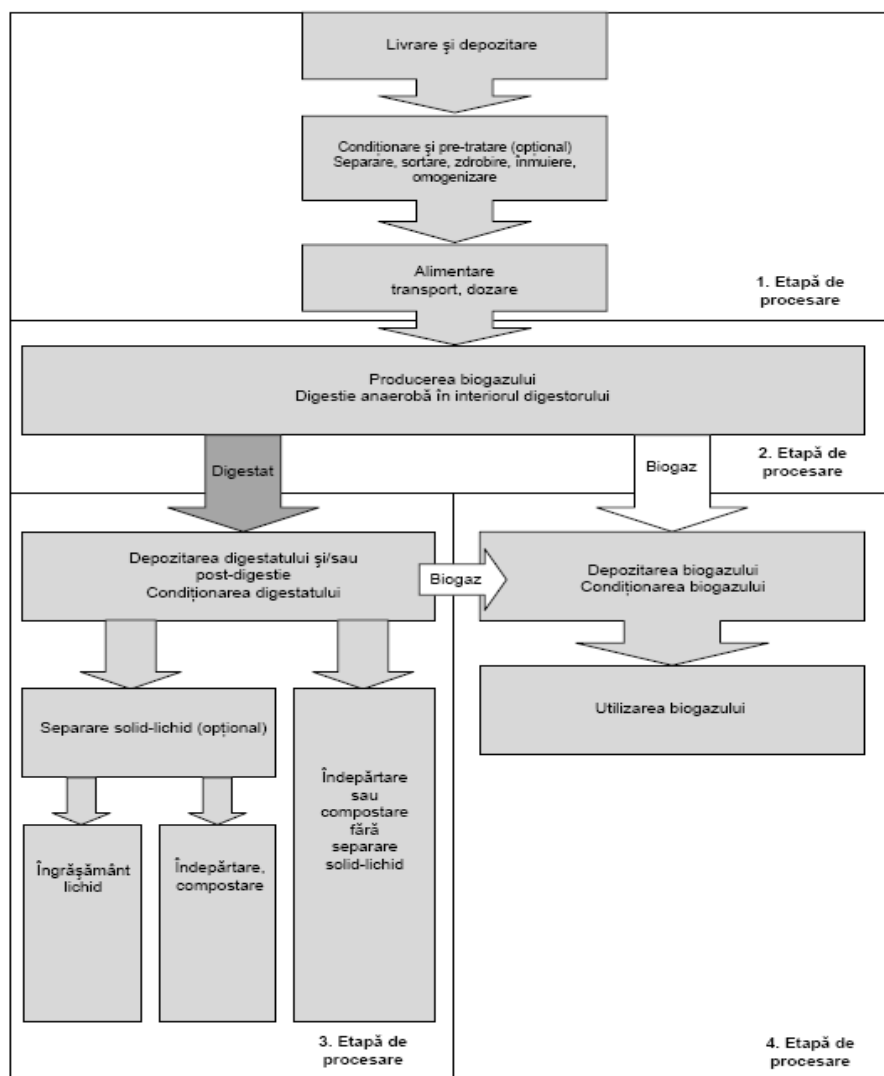 Livrare şi depozitare
Condiţionare şi pre-tratare (opţional)
Separare, sortare, zdrobire, înmuiere,
omogenizare
Alimentare
transport, dozare
1. Etapă de
procesare
Producerea biogazului
Digestie anaerobă în interiorul digestorului
2. Etapă de
procesare
Digestat
Biogaz
Depozitarea digestatului şi/sau
post-digestie
Condiţionarea digestatului
Biogaz
Depozitarea biogazului
Condiţionarea biogazului
Separare solid-lichid (opţional)
Îndepărtare
sau
compostare
fără
separare
solid-lichid
Utilizarea biogazului
Îngrăşământ
lichid
Îndepărtare,
compostare
3. Etapă de
procesare
4. Etapă de
procesare